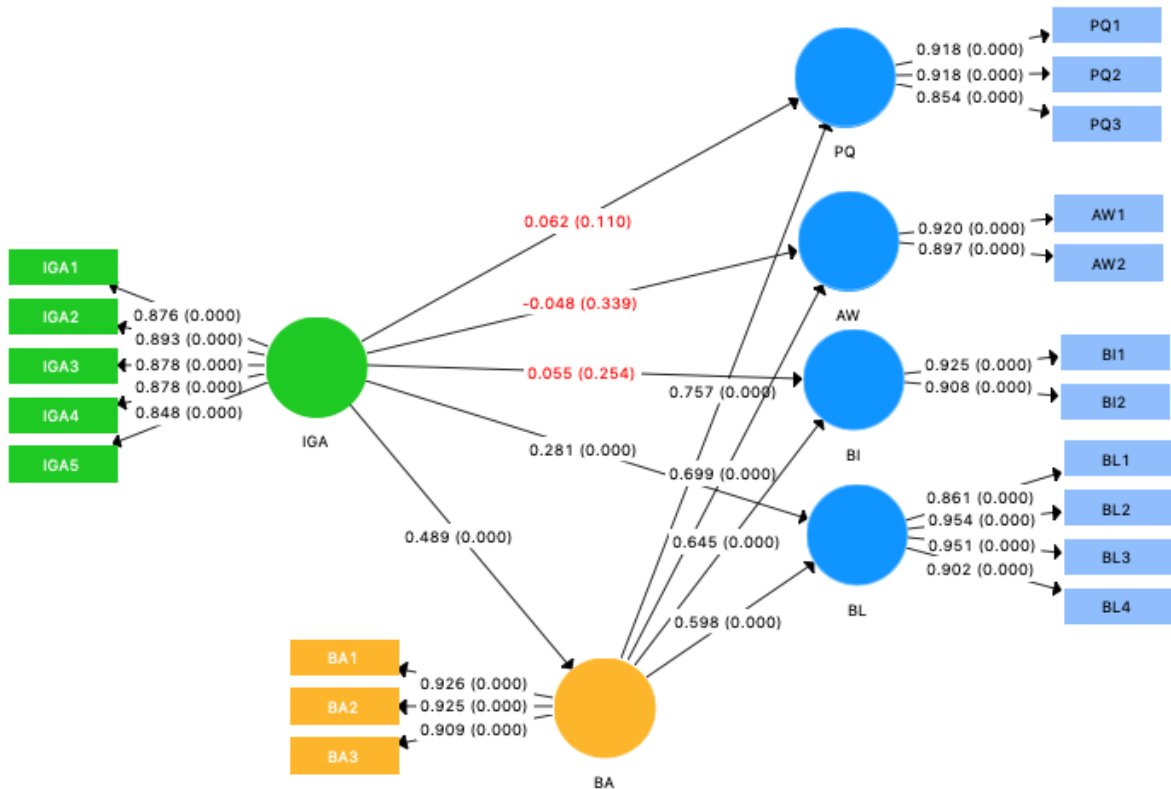 PQ1
0.918 (0.000)
PQ2
0.918 (0.000)
0.854 (0.000)
PQ3
PQ
0.062 (0.110)
AW1
0.920 (0.000)
0.897 (0.000)
AW2
IGA1
-0.048 (0.339)
AW
0.876 (0.000)
IGA2
0.893 (0.000)
IGA3
0.878 (0.000)
0.878 (0.000)
IGA4
0.848 (0.000)
IGA5
IGA
0.055 (0.254)
0.757 (0.000)
BI1
0.925 (0.000)
0.908 (0.000)
BI2
BI
0.281 (0.000)
0.699 (0.000)
BL1
0.861 (0.000)
BL2
0.954 (0.000)
0.951 (0.000)
BL3
0.902 (0.000)
BL4
BL
0.489 (0.000)
0.645 (0.000)
0.598 (0.000)
BA1
0.926 (0.000)
BA2
0.925 (0.000)
0.909 (0.000)
BA3
BA